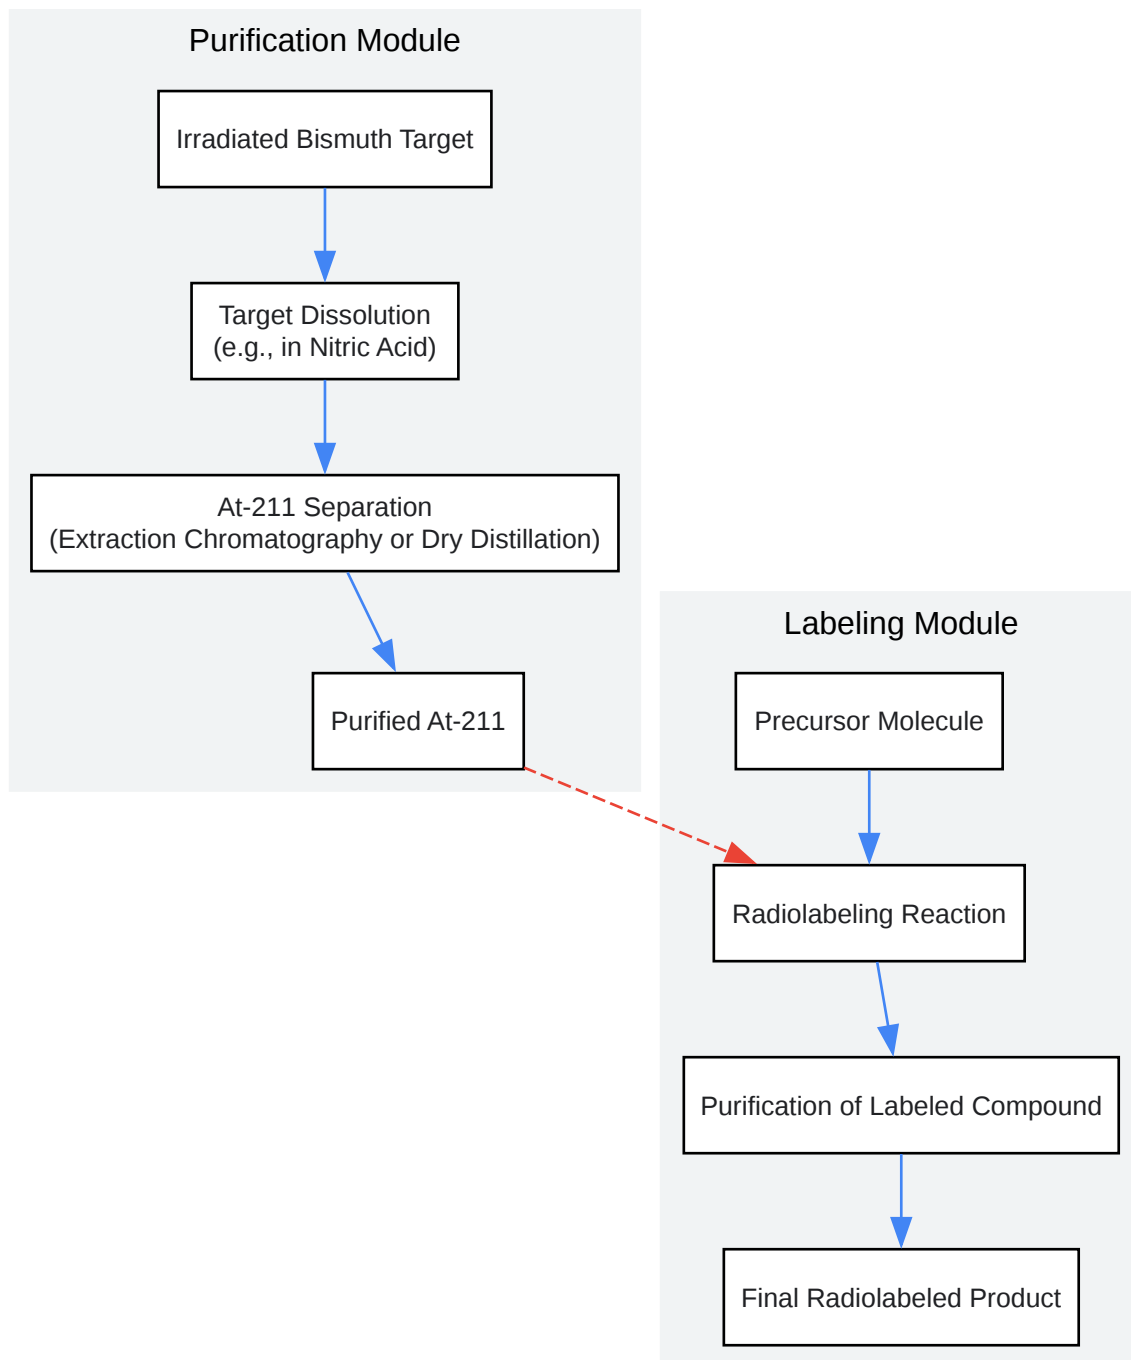 Purification Module
Irradiated Bismuth Target
Target Dissolution
(e.g., in Nitric Acid)
At-211 Separation
(Extraction Chromatography or Dry Distillation)
Purified At-211
Labeling Module
Precursor Molecule
Radiolabeling Reaction
Purification of Labeled Compound
Final Radiolabeled Product